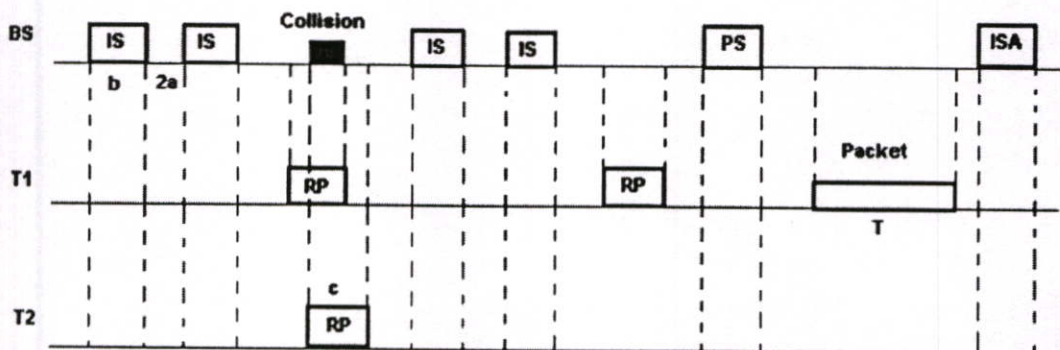 Collision
BS IS IS IS IS PS ISA
b 2a
Packet
T1 RP RP
T
c
T2 RP